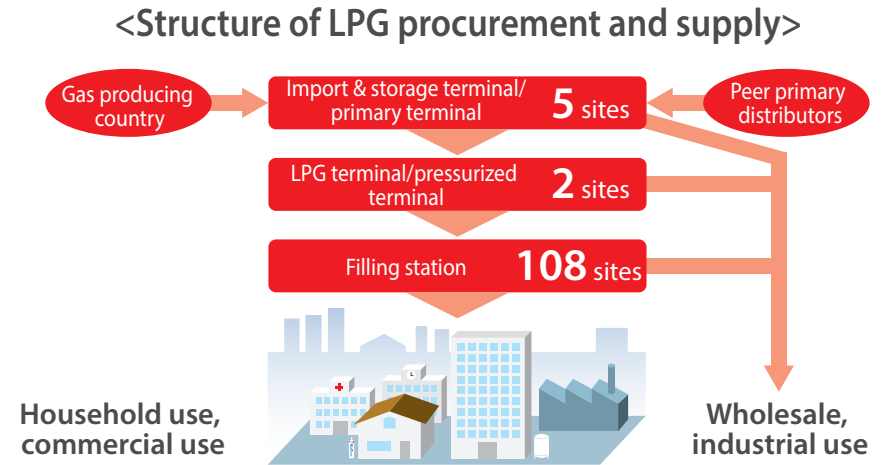 <Structure of LPG procurement and supply>
Gas producing
country
Import & storage terminal/
primary terminal
5 sites
Peer primary
distributors
LPG terminal/pressurized
terminal
2 sites
Filling station
108 sites
Household use,
commercial use
Wholesale,
industrial use